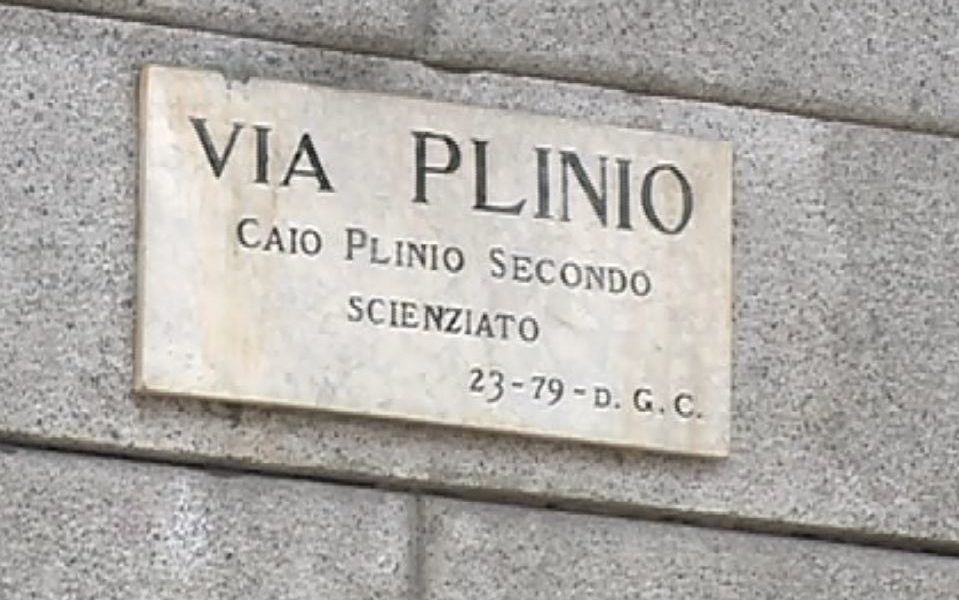 VIA PLINIO
CAIO PLINIO SECONDO
SCIENZIATO
23-79-D. G. C.